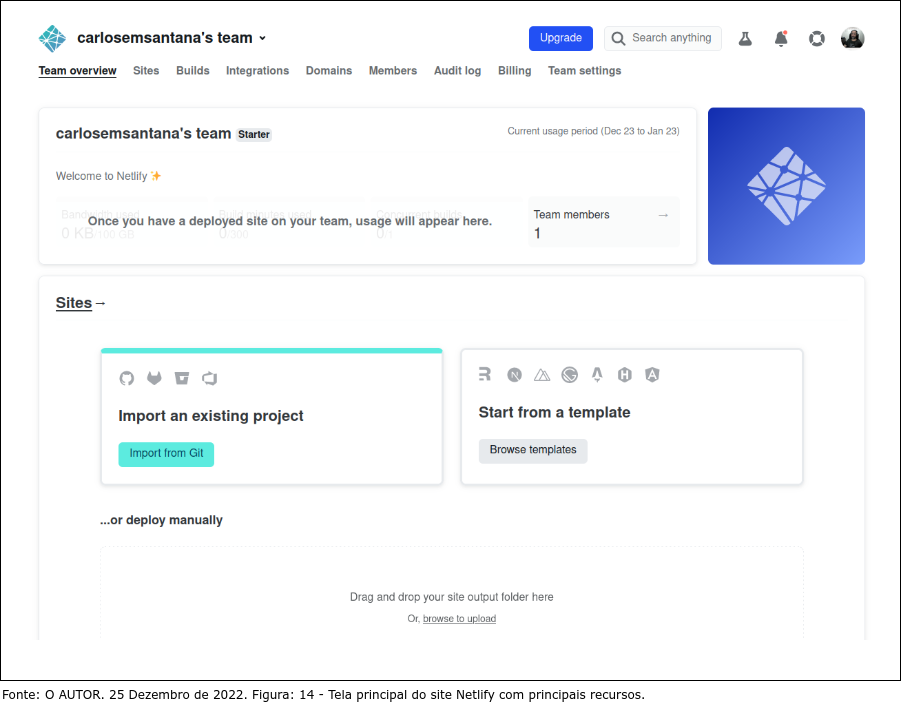 carlosemsantana's team
Upgrade
Search anything
Team overview Sites Builds Integrations Domains Members Audit log Billing Team settings
carlosemsantana's team Starter
Current usage period (Dec 23 to Jan 23)
Welcome to Netlify ✨
Once you have a deployed site on your team, usage will appear here.
0 KB/100 GB
0/300
0/1
Team members →
1
Sites →
Import an existing project
Import from Git
Start from a template
Browse templates
...or deploy manually
Drag and drop your site output folder here
Or, browse to upload
Fonte: O AUTOR. 25 Dezembro de 2022. Figura: 14 - Tela principal do site Netlify com principais recursos.